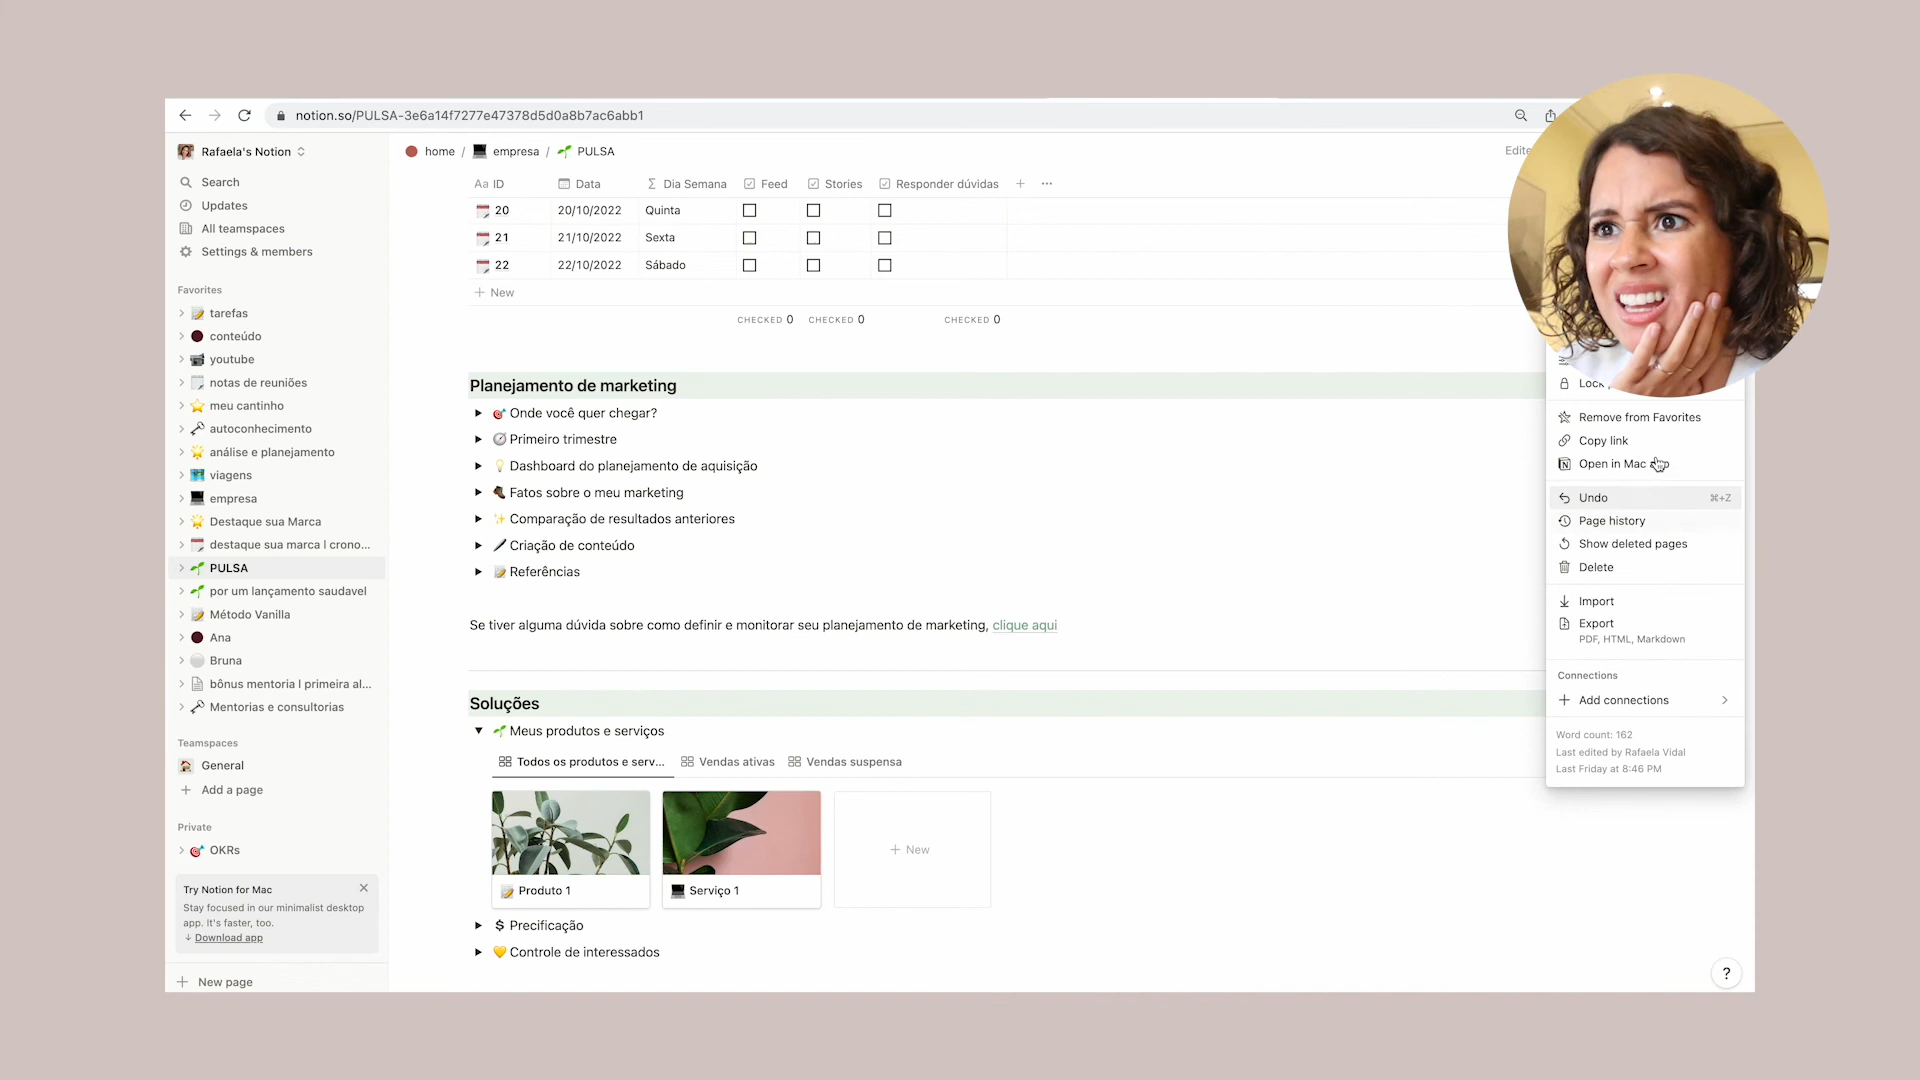 notion.so/PULSA-3e6a14f7277e47378d5d0a8b7ac6abb1
Rafaela's Notion
Search
Updates
All teamspaces
Settings & members
Favorites
tarefas
conteúdo
youtube
notas de reuniões
meu cantinho
autoconhecimento
análise e planejamento
viagens
empresa
Destaque sua Marca
destaque sua marca l crono...
PULSA
por um lançamento saudavel
Método Vanilla
Ana
Bruna
bônus mentoria l primeira al...
Mentorias e consultorias
Teamspaces
General
Add a page
Private
OKRs
Try Notion for Mac
Stay focused in our minimalist desktop
app. It's faster, too.
Download app
New page
home / empresa / PULSA
Aa ID Data Dia Semana Feed Stories Responder dúvidas
20 20/10/2022 Quinta
21 21/10/2022 Sexta
22 22/10/2022 Sábado
New
CHECKED 0 CHECKED 0 CHECKED 0
Planejamento de marketing
Onde você quer chegar?
Primeiro trimestre
Dashboard do planejamento de aquisição
Fatos sobre o meu marketing
Comparação de resultados anteriores
Criação de conteúdo
Referências
Se tiver alguma dúvida sobre como definir e monitorar seu planejamento de marketing, clique aqui
Soluções
Meus produtos e serviços
Todos os produtos e serv... Vendas ativas Vendas suspensa
Produto 1
Serviço 1
New
$ Precificação
Controle de interessados
Remove from Favorites
Copy link
Open in Mac
Undo ⌘+Z
Page history
Show deleted pages
Delete
Import
Export
PDF, HTML, Markdown
Connections
Add connections
Word count: 162
Last edited by Rafaela Vidal
Last Friday at 8:46 PM
?